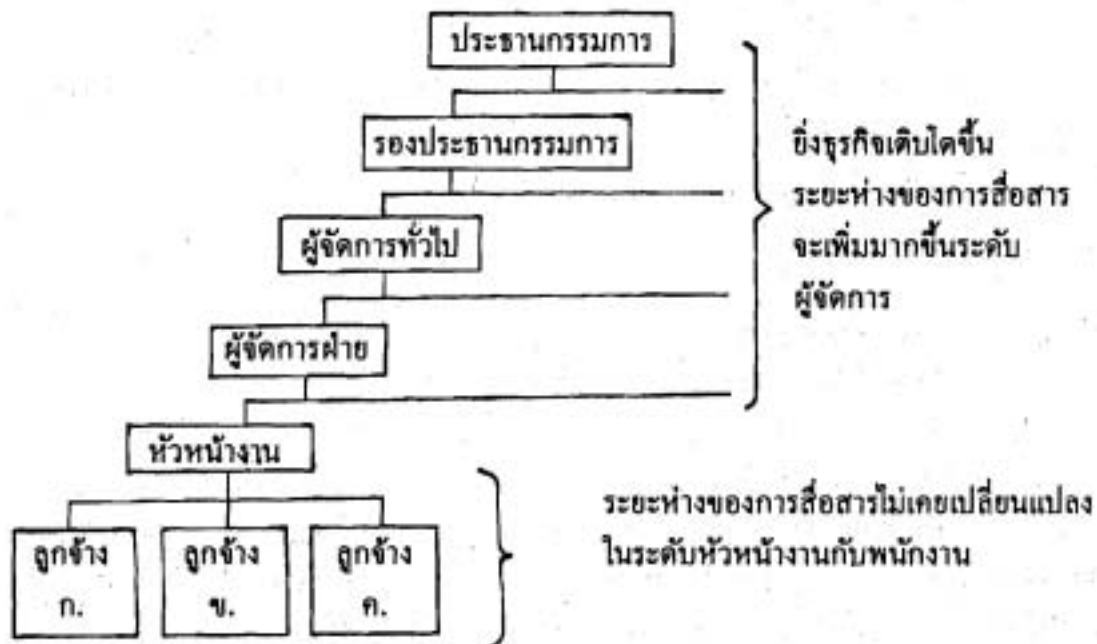 ประธานกรรมการ
รองประธานกรรมการ
ผู้จัดการทั่วไป
ผู้จัดการฝ่าย
หัวหน้างาน
ลูกจ้าง
ก.
ลูกจ้าง
ข.
ลูกจ้าง
ค.
ยิ่งธุรกิจเติบโตขึ้น
ระยะห่างของการสื่อสาร
จะเพิ่มมากขึ้นระดับ
ผู้จัดการ
ระยะห่างของการสื่อสารไม่เคยเปลี่ยนแปลง
ในระดับหัวหน้างานกับพนักงาน